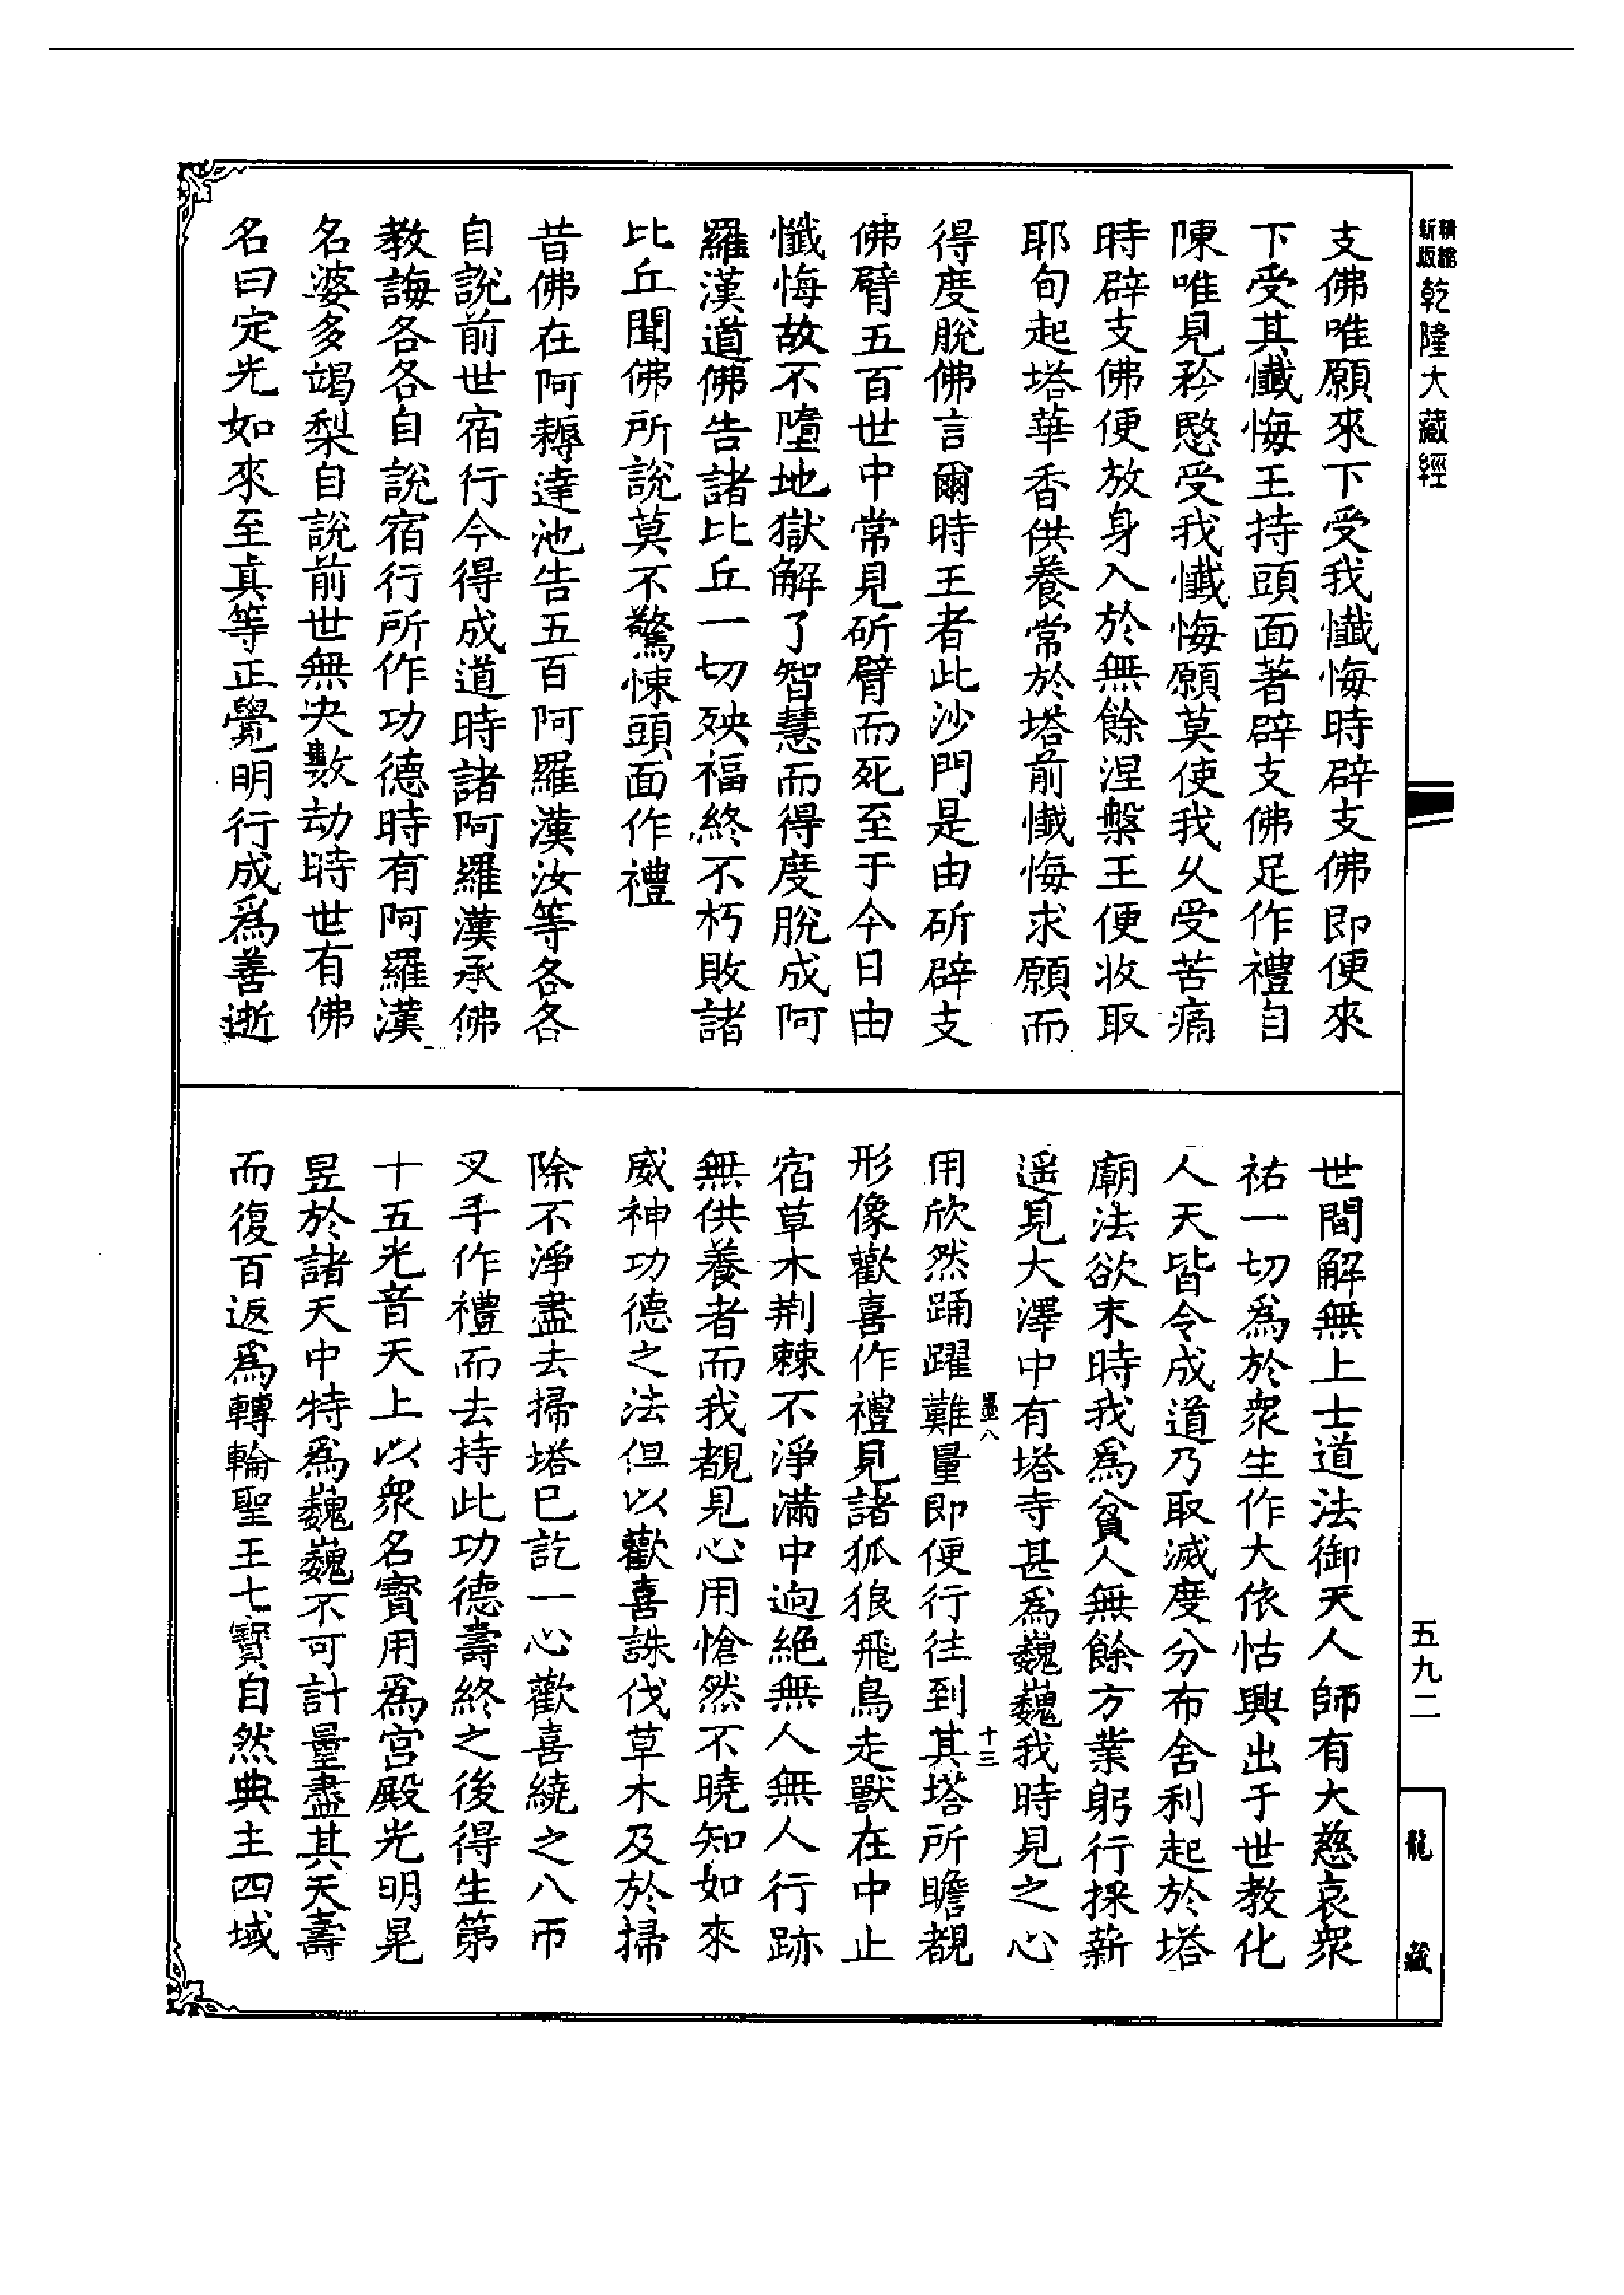 精縮新版乾隆大藏經
支佛唯願來下受我懺悔時辟支佛即便來
下受其懺悔王持頭面著辟支佛足作禮自
陳唯見矜愍受我懺悔願莫使我久受苦痛
時辟支佛便放身入於無餘涅槃王便收取
耶旬起塔華香供養常於塔前懺悔求願而
得度脫佛言爾時王者此沙門是由斫辟支
佛臂五百世中常見斫臂而死至于今日由
懺悔故不墮地獄解了智慧而得度脫成阿
羅漢道佛告諸比丘一切殃福終不朽敗諸
比丘聞佛所說莫不驚悚頭面作禮
昔佛在阿耨達池告五百阿羅漢汝等各各
自說前世宿行今得成道時諸阿羅漢承佛
教誨各各自說宿行所作功德時有阿羅漢
名婆多竭梨自說前世無央數劫時世有佛
名曰定光如來至真等正覺明行成為善逝
世間解無上士道法御天人師有大慈哀眾
祐一切為於眾生作大依怙興出于世教化
人天皆令成道乃取滅度分布舍利起於塔
廟法欲末時我為貧人無餘方業躬行採薪
遥見大澤中有塔寺甚為巍巍我時見之心
用欣然踊躍難量即便行往到其塔所瞻覩
墨八
十三
形像歡喜作禮見諸狐狼飛鳥走獸在中止
宿草木荆棘不淨滿中迥絕無人無人行跡
無供養者而我覩見心用愴然不曉知如來
威神功德之法但以歡喜誅伐草木及於掃
除不淨盡去掃塔已訖一心歡喜繞之八帀
叉手作禮而去持此功德壽終之後得生第
十五光音天上以眾名寶用為宮殿光明晃
昱於諸天中特為巍巍不可計量盡其天壽
而復百返為轉輪聖王七寶自然典主四域
五九二
龍藏